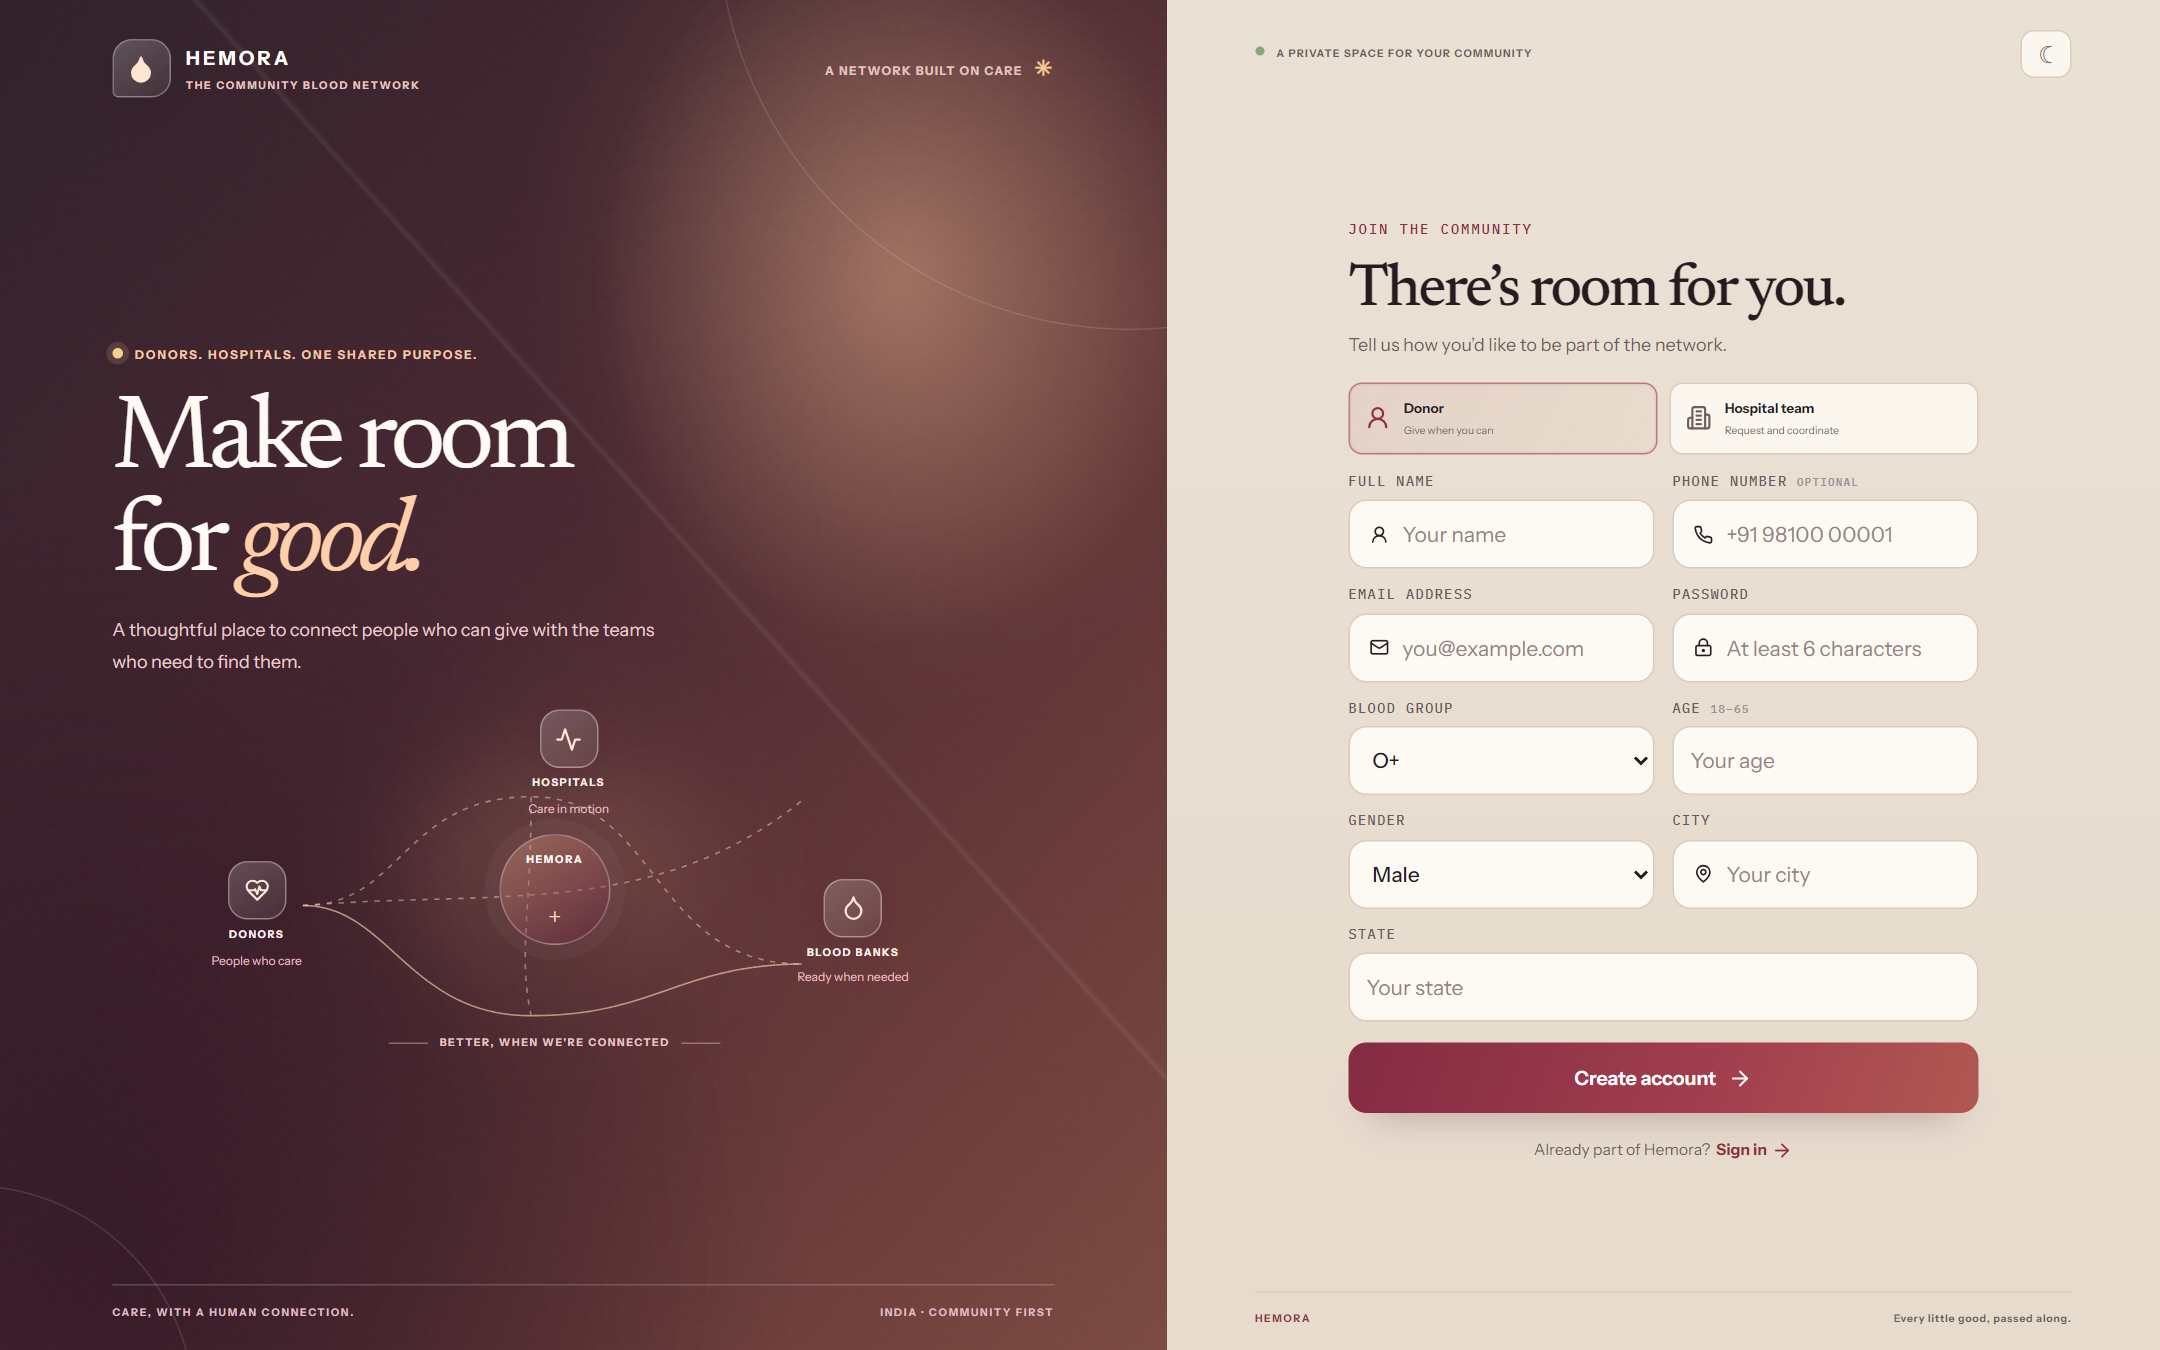 HEMORA
THE COMMUNITY BLOOD NETWORK
A NETWORK BUILT ON CARE
DONORS. HOSPITALS. ONE SHARED PURPOSE.
Make room
for good.
A thoughtful place to connect people who can give with the teams
who need to find them.
HOSPITALS
Care in motion
HEMORA
+
DONORS
People who care
BLOOD BANKS
Ready when needed
BETTER, WHEN WE'RE CONNECTED
CARE, WITH A HUMAN CONNECTION.
INDIA · COMMUNITY FIRST
A PRIVATE SPACE FOR YOUR COMMUNITY
JOIN THE COMMUNITY
There’s room for you.
Tell us how you’d like to be part of the network.
Donor
Give when you can
Hospital team
Request and coordinate
FULL NAME
Your name
PHONE NUMBER OPTIONAL
+91 98100 00001
EMAIL ADDRESS
you@example.com
PASSWORD
At least 6 characters
BLOOD GROUP
O+
AGE 18–65
Your age
GENDER
Male
CITY
Your city
STATE
Your state
Create account →
Already part of Hemora? Sign in →
HEMORA
Every little good, passed along.